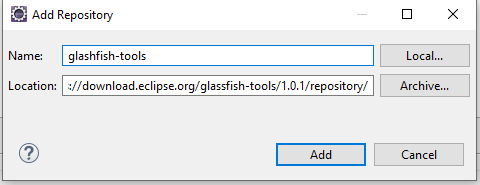 Add Repository
Name: glashfish-tools Local...
Location: ://download.eclipse.org/glassfish-tools/1.0.1/repository/ Archive...
? Add Cancel